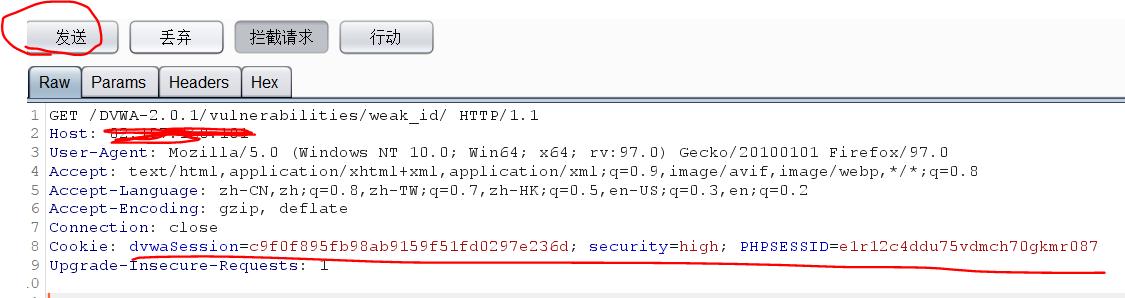 发送 丢弃 拦截请求 行动
Raw Params Headers Hex
1 GET /DVWA-2.0.1/vulnerabilities/weak_id/ HTTP/1.1
2 Host:
3 User-Agent: Mozilla/5.0 (Windows NT 10.0; Win64; x64; rv:97.0) Gecko/20100101 Firefox/97.0
4 Accept: text/html,application/xhtml+xml,application/xml;q=0.9,image/avif,image/webp,*/*;q=0.8
5 Accept-Language: zh-CN,zh;q=0.8,zh-TW;q=0.7,zh-HK;q=0.5,en-US;q=0.3,en;q=0.2
6 Accept-Encoding: gzip, deflate
7 Connection: close
8 Cookie: dvwaSession=c9f0f895fb98ab9159f51fd0297e236d; security=high; PHPSESSID=e1r12c4ddu75vdmch70gkmr087
9 Upgrade-Insecure-Requests: 1
10